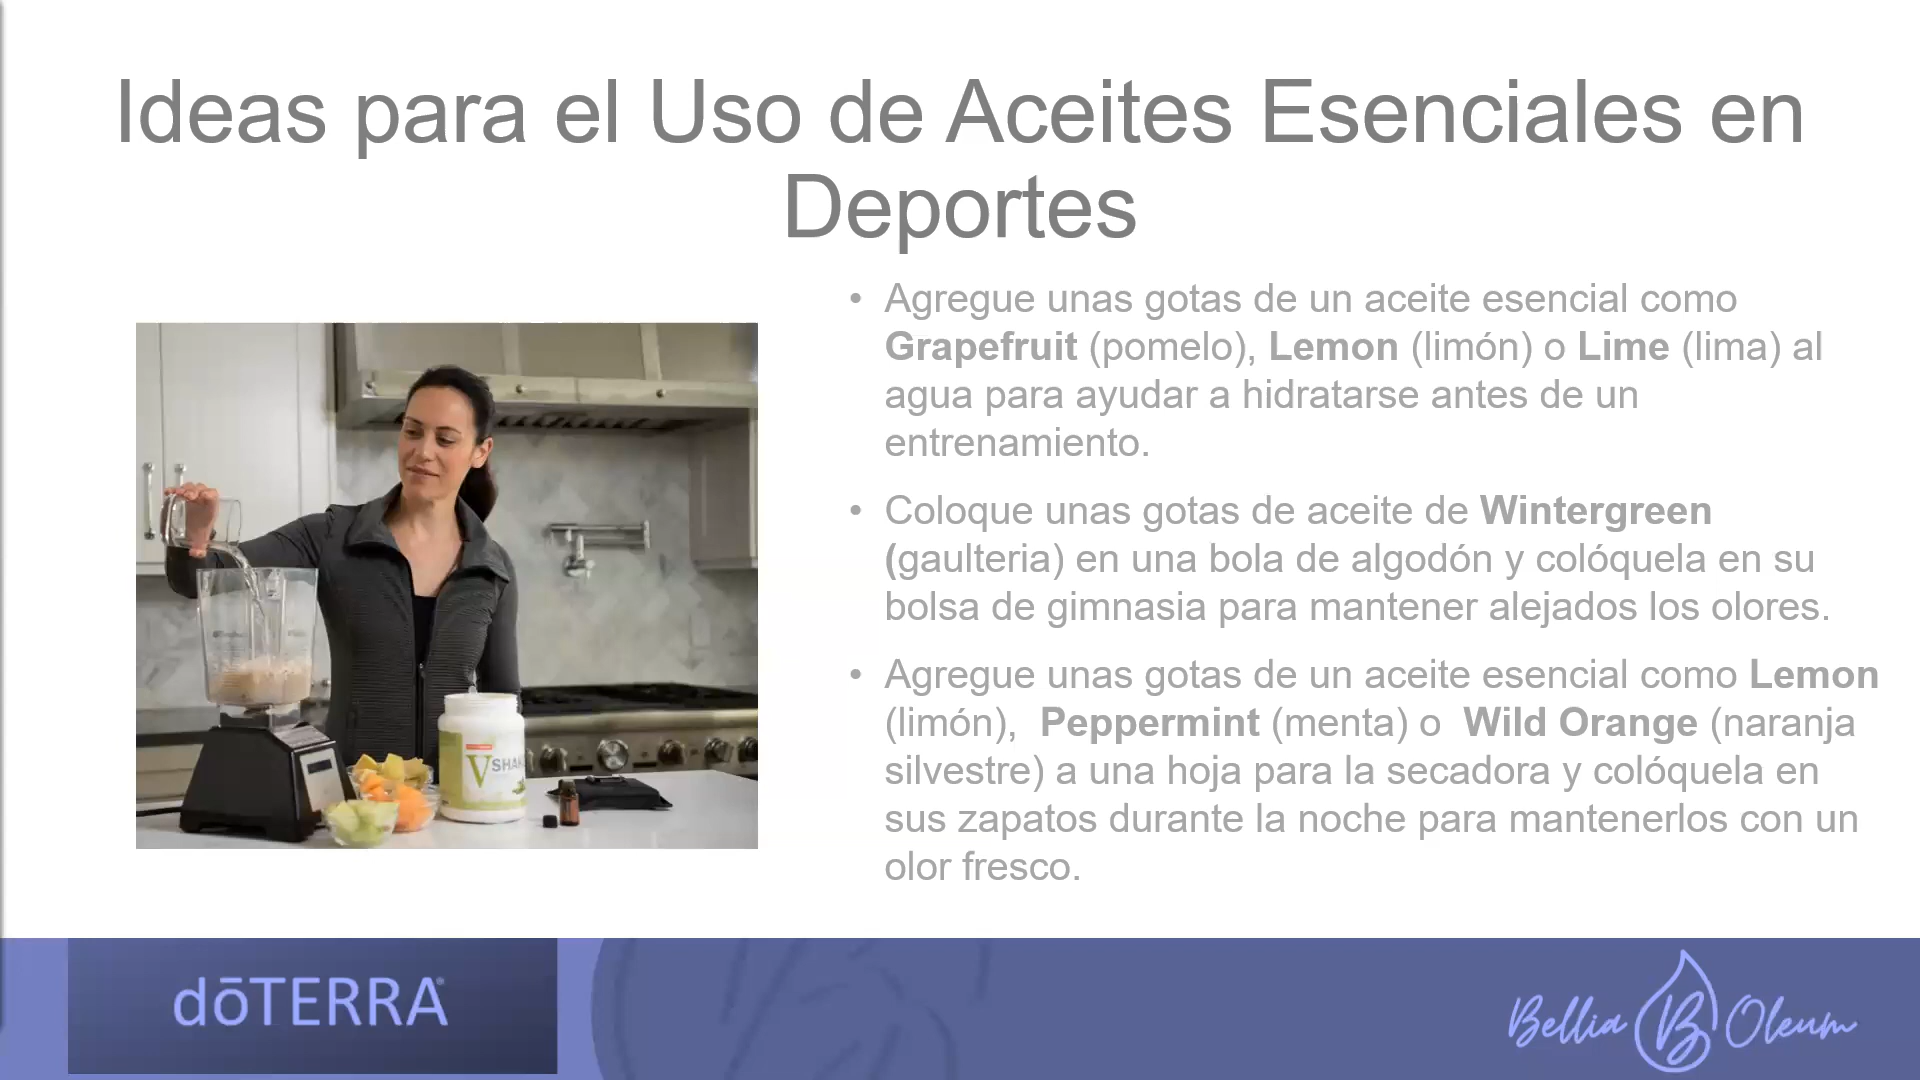 Ideas para el Uso de Aceites Esenciales en
Deportes
• Agregue unas gotas de un aceite esencial como
Grapefruit (pomelo), Lemon (limón) o Lime (lima) al
agua para ayudar a hidratarse antes de un
entrenamiento.
• Coloque unas gotas de aceite de Wintergreen
(gaulteria) en una bola de algodón y colóquela en su
bolsa de gimnasia para mantener alejados los olores.
• Agregue unas gotas de un aceite esencial como Lemon
(limón), Peppermint (menta) o Wild Orange (naranja
silvestre) a una hoja para la secadora y colóquela en
sus zapatos durante la noche para mantenerlos con un
olor fresco.
V SHAKE
dōTERRA®
Bellia B Oleum